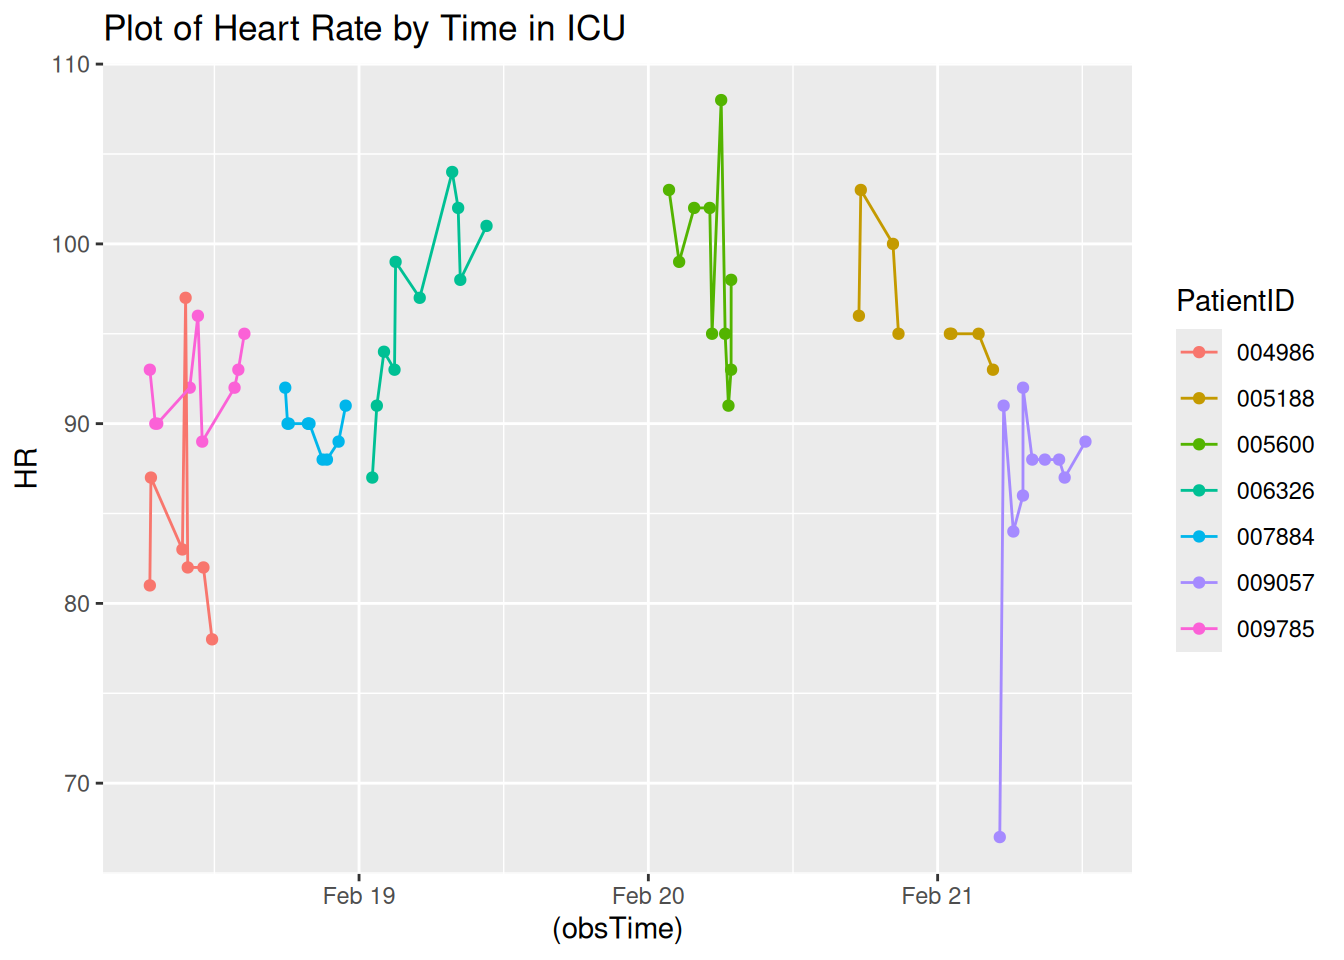 Plot of Heart Rate by Time in ICU
110
100
90
80
70
HR
Feb 19
Feb 20
Feb 21
(obsTime)
PatientID
004986
005188
005600
006326
007884
009057
009785